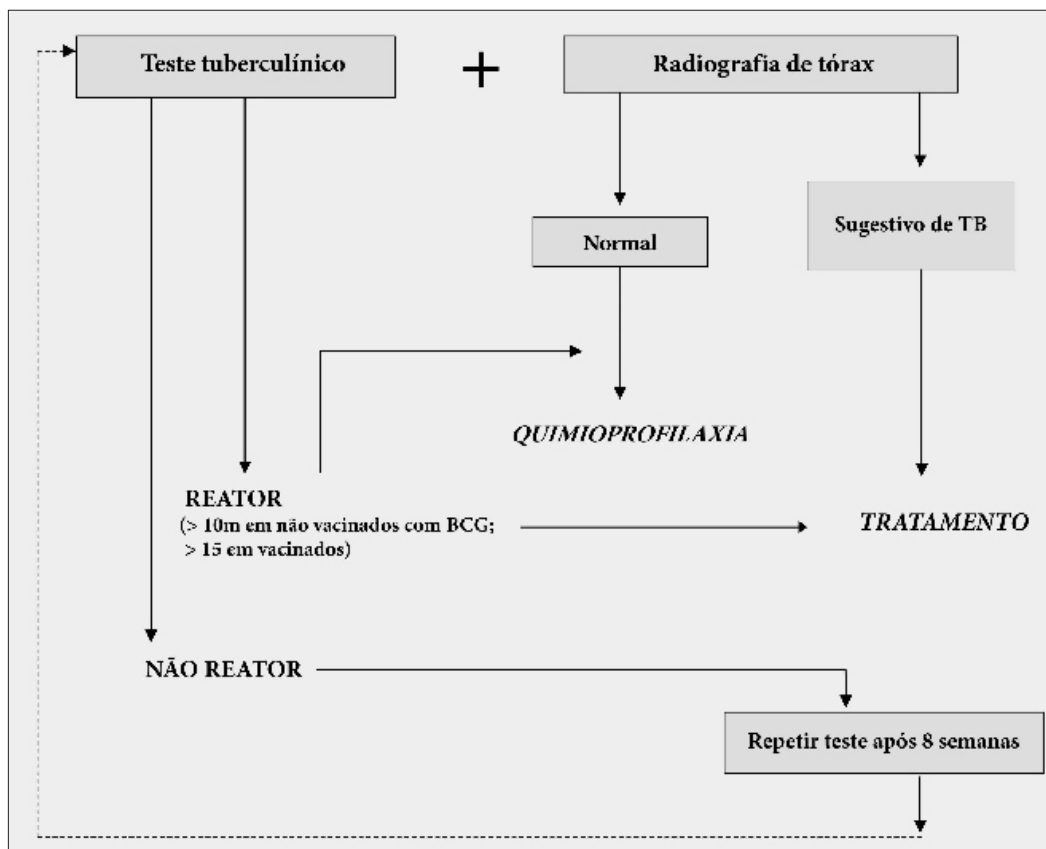 Teste tuberculínico
+
Radiografia de tórax
Normal
Sugestivo de TB
QUIMIOPROFILAXIA
REATOR
(> 10m em não vacinados com BCG;
> 15 em vacinados)
TRATAMENTO
NÃO REATOR
Repetir teste após 8 semanas